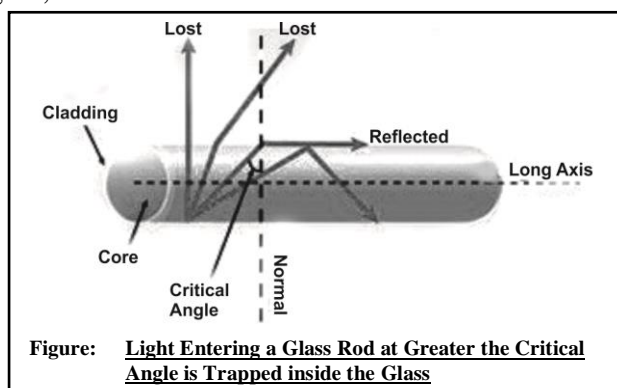 Lost
Lost
Cladding
Reflected
Long Axis
Core
Critical
Angle
Normal
Figure: Light Entering a Glass Rod at Greater the Critical
Angle is Trapped inside the Glass